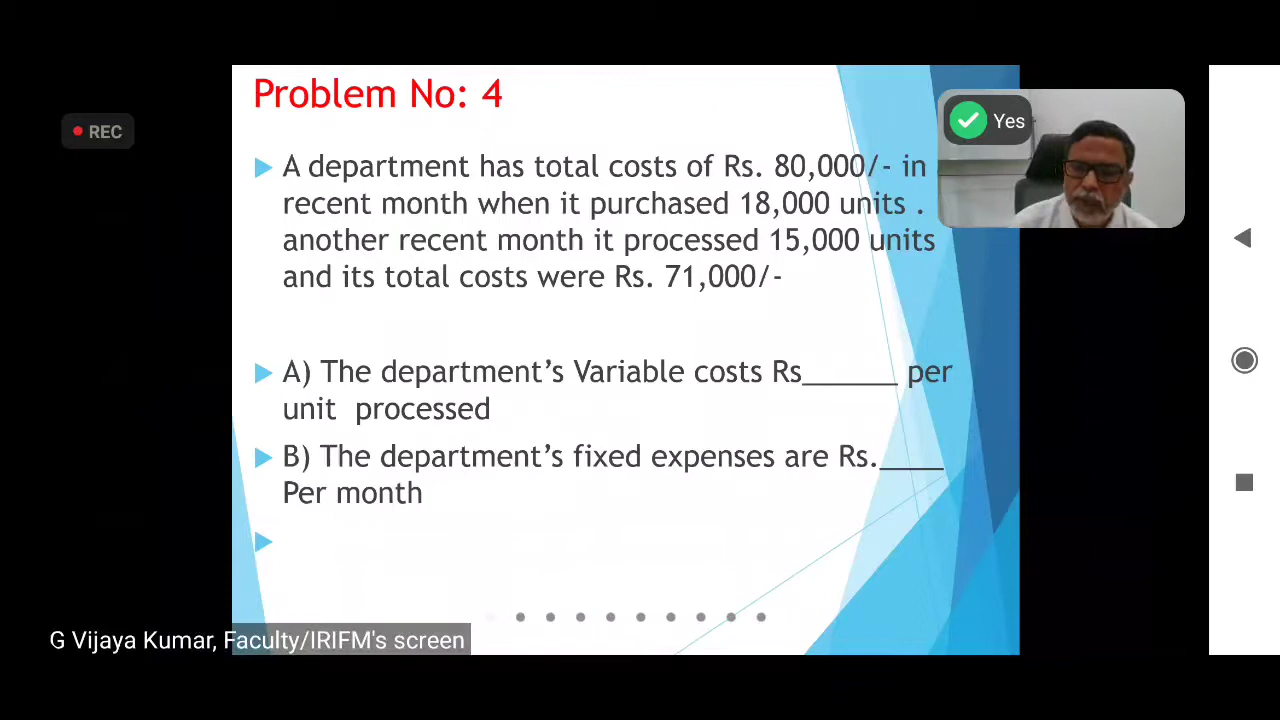 Problem No: 4
REC
Yes
A department has total costs of Rs. 80,000/- in
recent month when it purchased 18,000 units .
another recent month it processed 15,000 units
and its total costs were Rs. 71,000/-
A) The department’s Variable costs Rs______ per
unit processed
B) The department’s fixed expenses are Rs.____
Per month
G Vijaya Kumar, Faculty/IRIFM's screen